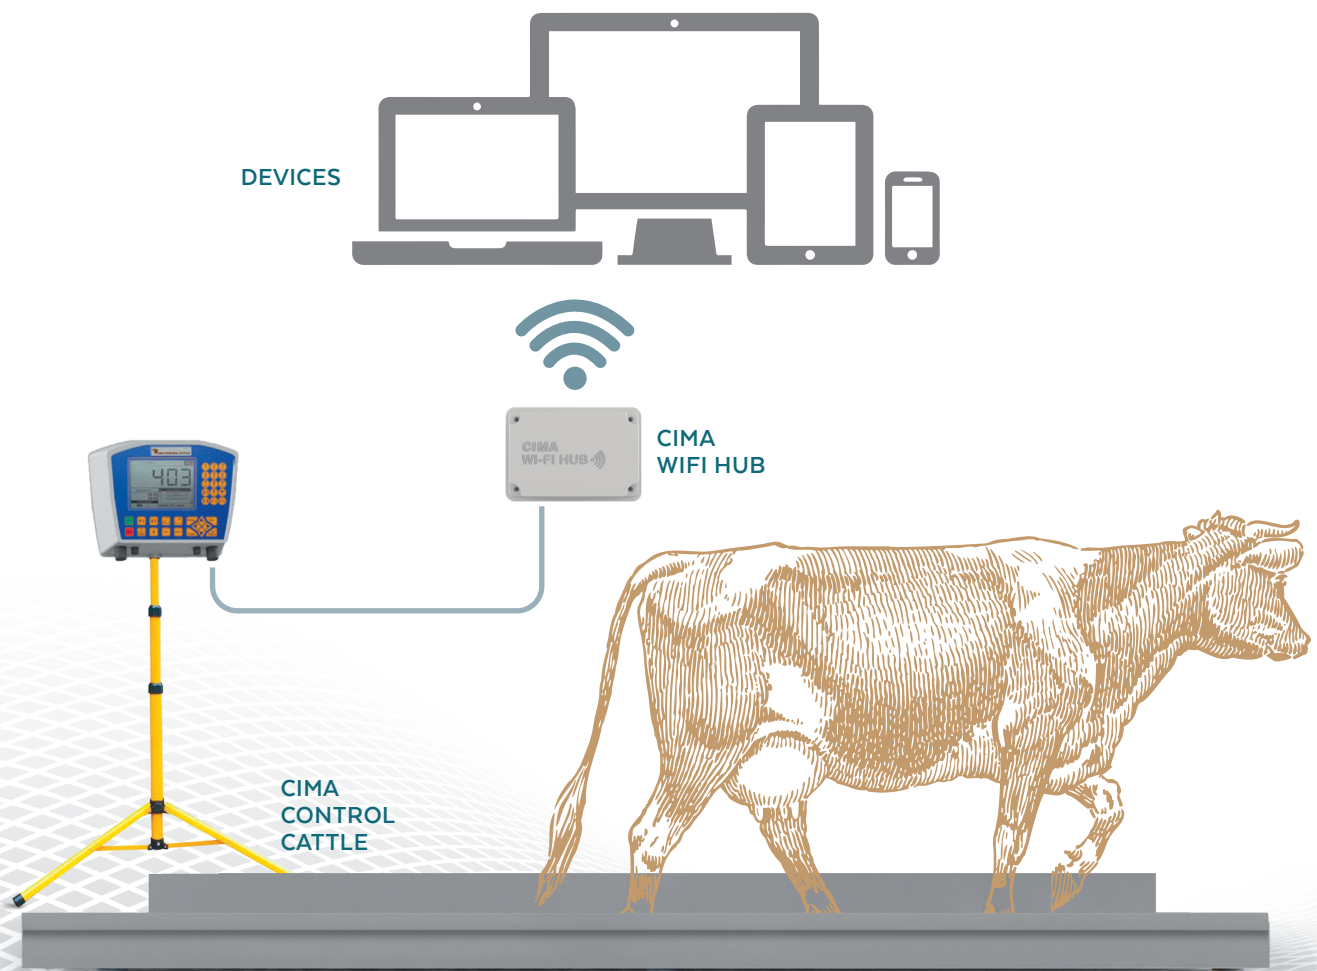 DEVICES
CIMA
WI-FI HUB
CIMA
WIFI HUB
403
CIMA
CONTROL
CATTLE